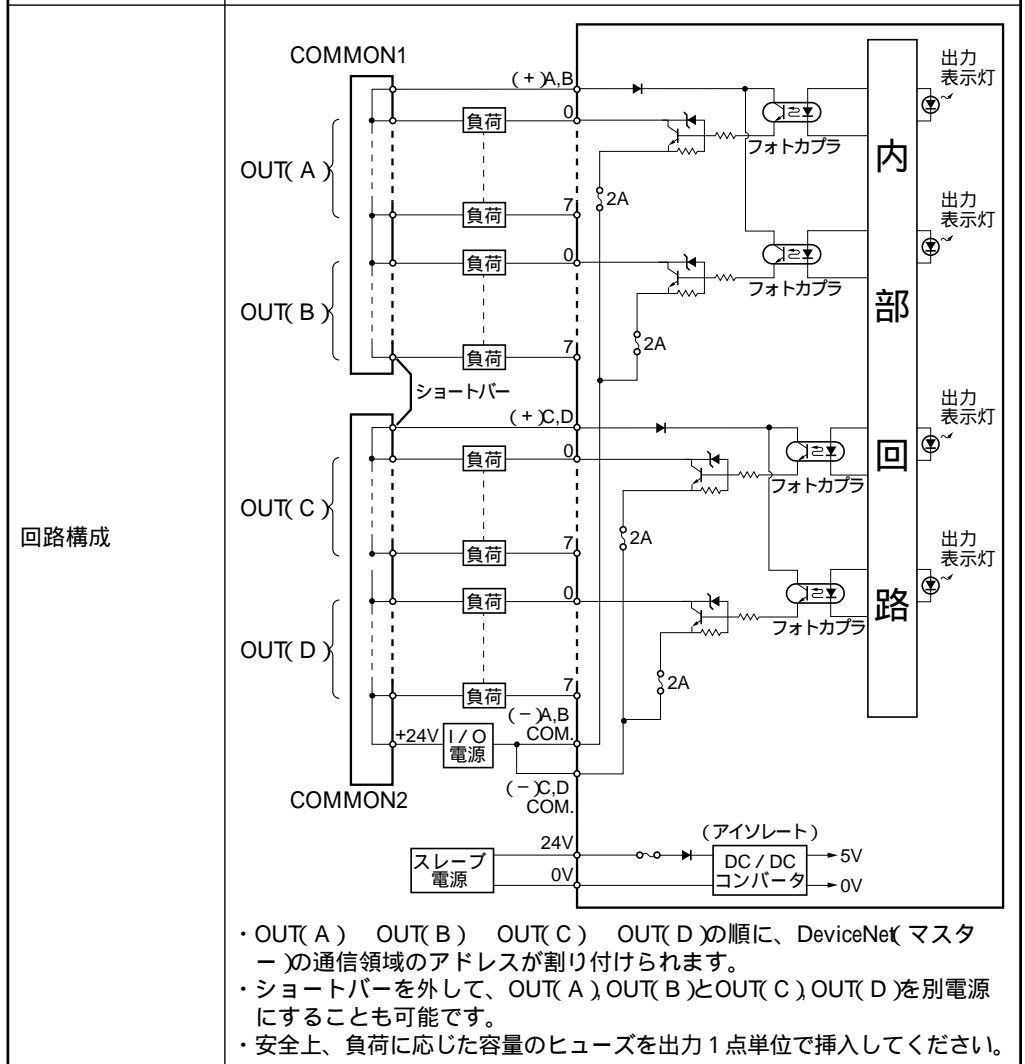 回路構成
COMMON1
(+)A,B
0
負荷
OUT(A)
7
負荷
2A
フォトカプラ
出力
表示灯
0
負荷
OUT(B)
7
負荷
2A
フォトカプラ
出力
表示灯
ショートバー
(+)C,D
0
負荷
OUT(C)
7
負荷
2A
フォトカプラ
出力
表示灯
0
負荷
OUT(D)
7
負荷
2A
フォトカプラ
出力
表示灯
内
部
回
路
(-)A,B
COM.
+24V
I/O
電源
(-)C,D
COM.
COMMON2
スレーブ
電源
24V
0V
(アイソレート)
DC/DC
コンバータ
5V
0V
・OUT(A) OUT(B) OUT(C) OUT(D)の順に、DeviceNet(マスタ
ー)の通信領域のアドレスが割り付けられます。
・ショートバーを外して、OUT(A),OUT(B)とOUT(C),OUT(D)を別電源
にすることも可能です。
・安全上、負荷に応じた容量のヒューズを出力1点単位で挿入してください。